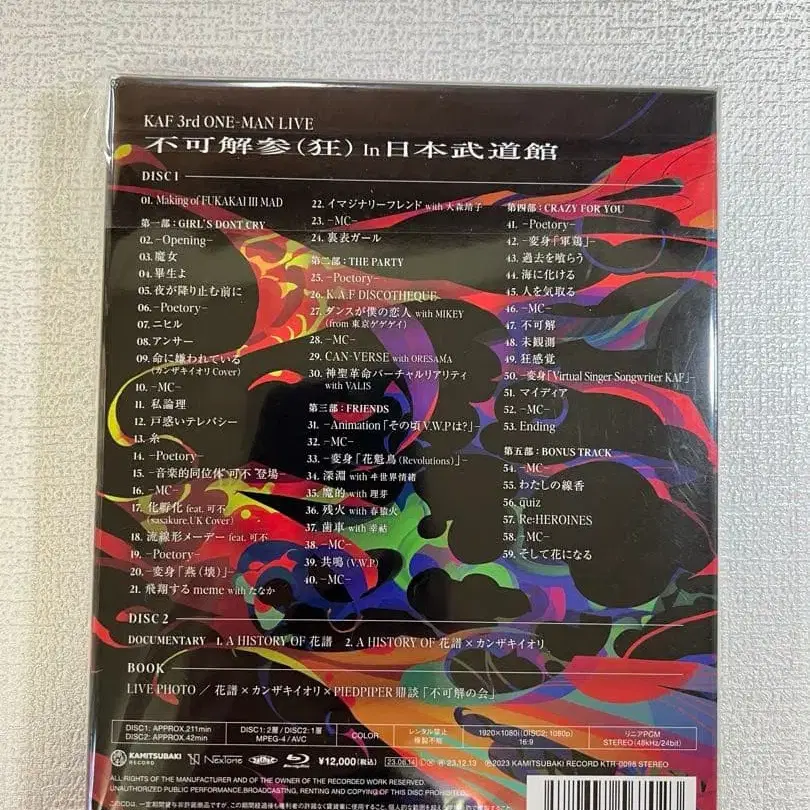 KAF 3rd ONE-MAN LIVE
不可解参(狂) In 日本武道館
DISC 1
01. Making of FUKAKAI III MAD
第一部:GIRL'S DONT CRY
02. -Opening-
03. 魔女
04. 畢生よ
05. 夜が降り止む前に
06. -Poetory-
07. ニヒル
08. アンサー
09. 命に嫌われている
(カンザキイオリ Cover)
10. -MC-
11. 私論理
12. 戸惑いテレパシー
13. 糸
14. -Poetory-
15. -音楽的同位体 可不 登場-
16. -MC-
17. 化孵化 feat. 可不
(sasakure.UK Cover)
18. 流線形メーデー feat. 可不
19. -Poetory-
20. -変身「燕(壊)」-
21. 飛翔する meme with たなか
22. イマジナリーフレンド with 大森靖子
23. -MC-
24. 裏表ガール
第二部:THE PARTY
25. -Poetory-
26. K.A.F DISCOTHEQUE
27. ダンスが僕の恋人 with MIKEY
(from 東京ゲゲゲイ)
28. -MC-
29. CAN-VERSE with ORESAMA
30. 神聖革命バーチャルリアリティ
with VALIS
第三部:FRIENDS
31. -Animation「その頃 V.W.Pは?」-
32. -MC-
33. -変身「花魁鳥(Revolutions)」-
34. 深淵 with ヰ世界情緒
35. 魔的 with 理芽
36. 残火 with 春猿火
37. 歯車 with 幸祜
38. -MC-
39. 共鳴 (V.W.P)
40. -MC-
第四部:CRAZY FOR YOU
41. -Poetory-
42. -変身「軍鶏」-
43. 過去を喰らう
44. 海に化ける
45. 人を気取る
46. -MC-
47. 不可解
48. 未観測
49. 狂感覚
50. -変身「Virtual Singer Songwriter KAF」-
51. マイディア
52. -MC-
53. Ending
第五部:BONUS TRACK
54. -MC-
55. わたしの線香
56. quiz
57. Re:HEROINES
58. -MC-
59. そして花になる
DISC 2
DOCUMENTARY 1. A HISTORY OF 花譜 2. A HISTORY OF 花譜×カンザキイオリ
BOOK
LIVE PHOTO / 花譜×カンザキイオリ×PIEDPIPER 鼎談「不可解の会」
DISC1: APPROX.211min
DISC2: APPROX.42min
DISC1:2層/DISC2:1層
MPEG-4/AVC
COLOR
レンタル禁止
複製不能
1920×1080i(DISC2:1080p)
16:9
リニアPCM
STEREO(48kHz/24bit)
KAMITSUBAKI
RECORD
NexTone
Blu-ray
¥12,000(税込)
23.06.14
23.12.13
Ⓟ2023 KAMITSUBAKI RECORD KTR-0098 STEREO
ALL RIGHTS OF THE MANUFACTURER AND OF THE OWNER OF THE RECORDED WORK RESERVED
UNAUTHORIZED PUBLIC PERFORMANCE,BROADCASTING, RENTING AND COPYING OF THIS DISC PROHIBITED.